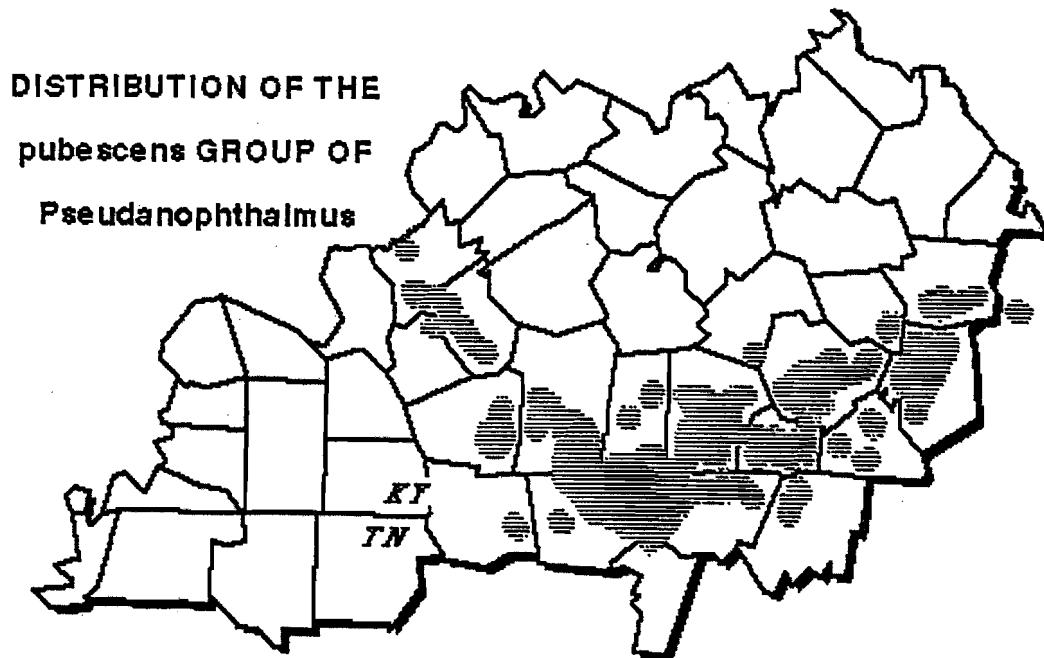 DISTRIBUTION OF THE
pubescens GROUP OF
Pseudanophthalmus
KY
TN